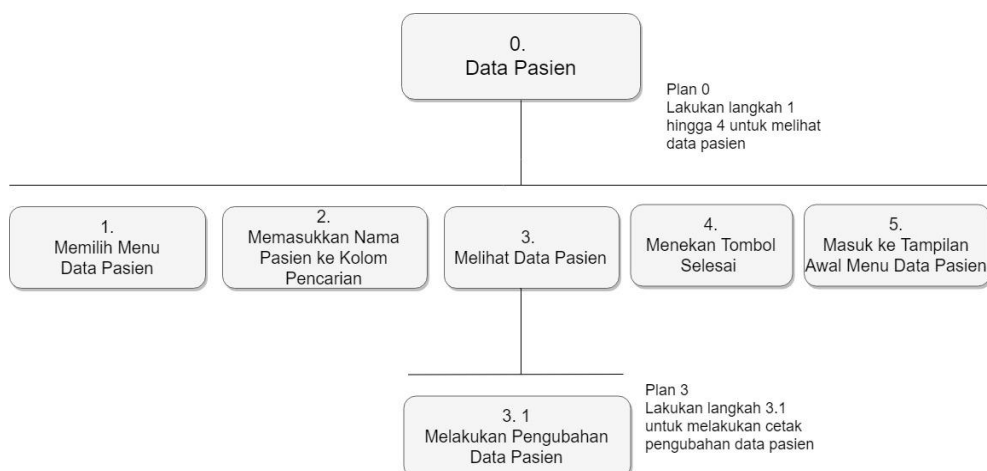 0.
Data Pasien
Plan 0
Lakukan langkah 1
hingga 4 untuk melihat
data pasien
1.
Memilih Menu
Data Pasien
2.
Memasukkan Nama
Pasien ke Kolom
Pencarian
3.
Melihat Data Pasien
4.
Menekan Tombol
Selesai
5.
Masuk ke Tampilan
Awal Menu Data Pasien
3. 1
Melakukan Pengubahan
Data Pasien
Plan 3
Lakukan langkah 3.1
untuk melakukan cetak
pengubahan data pasien